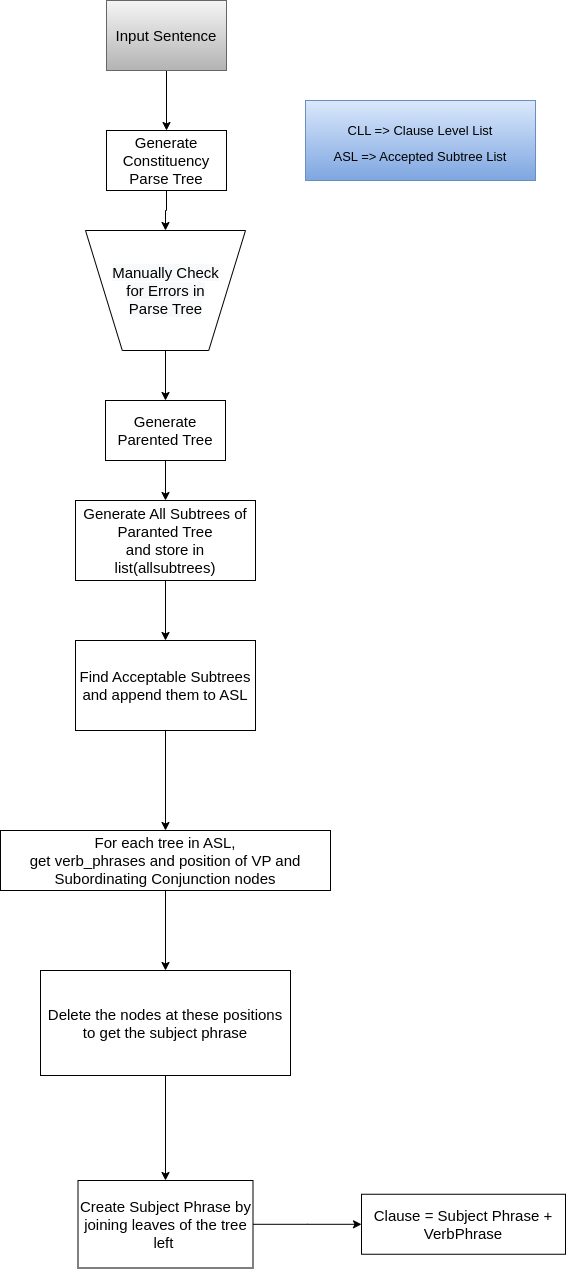 Input Sentence
CLL => Clause Level List
ASL => Accepted Subtree List
Generate
Constituency
Parse Tree
Manually Check
for Errors in
Parse Tree
Generate
Parented Tree
Generate All Subtrees of
Paranted Tree
and store in
list(allsubtrees)
Find Acceptable Subtrees
and append them to ASL
For each tree in ASL,
get verb_phrases and position of VP and
Subordinating Conjunction nodes
Delete the nodes at these positions
to get the subject phrase
Create Subject Phrase by
joining leaves of the tree
left
Clause = Subject Phrase +
VerbPhrase